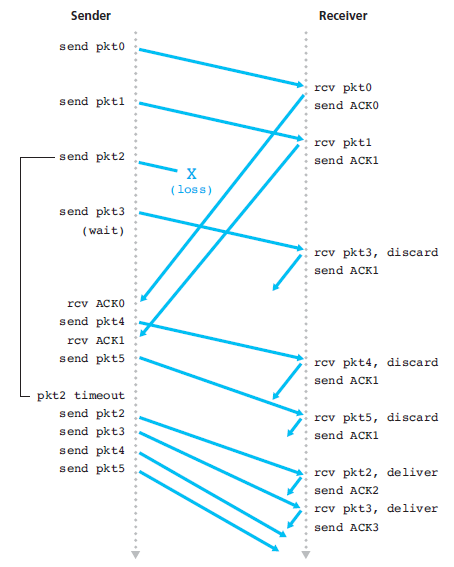 Sender
Receiver
send pkt0
rcv pkt0
send ACK0
send pkt1
rcv pkt1
send ACK1
send pkt2
X
(loss)
send pkt3
(wait)
rcv pkt3, discard
send ACK1
rcv ACK0
send pkt4
rcv ACK1
send pkt5
rcv pkt4, discard
send ACK1
pkt2 timeout
send pkt2
send pkt3
send pkt4
send pkt5
rcv pkt5, discard
send ACK1
rcv pkt2, deliver
send ACK2
rcv pkt3, deliver
send ACK3